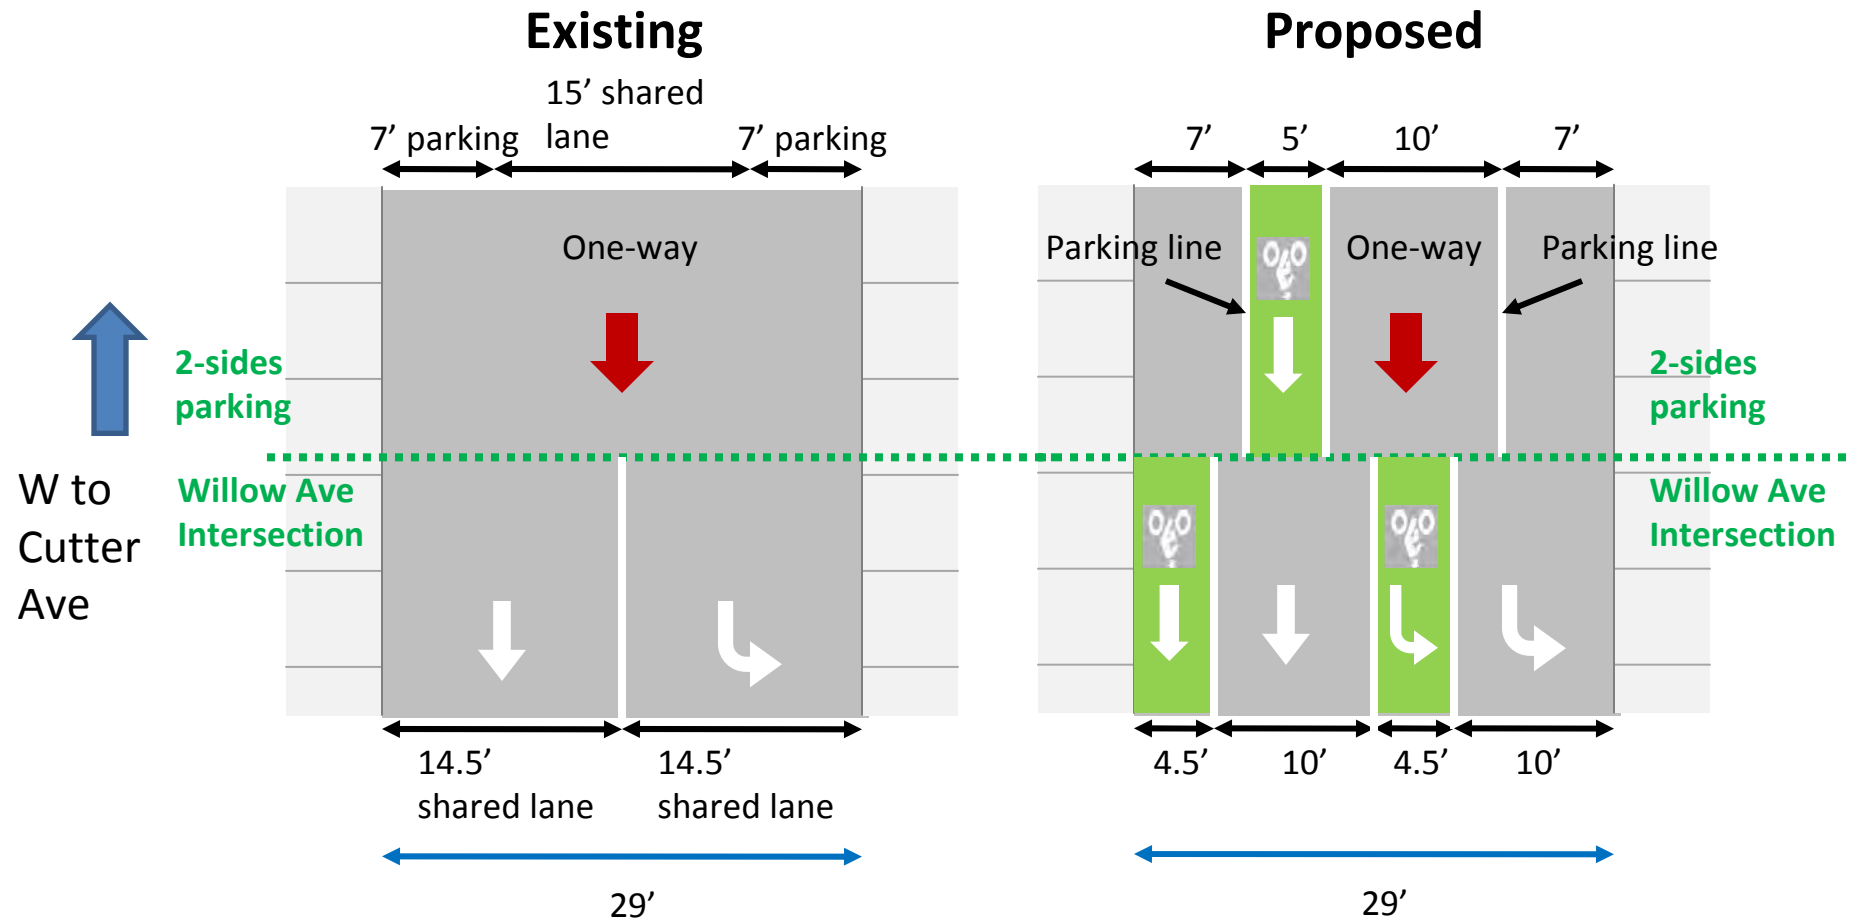 Existing
Proposed
15’ shared
lane
7’ parking
7’ parking
7’
5’
10’
7’
One-way
Parking line
One-way
Parking line
2-sides
parking
2-sides
parking
W to
Cutter
Ave
Willow Ave
Intersection
Willow Ave
Intersection
14.5’
shared lane
14.5’
shared lane
4.5’
10’
4.5’
10’
29’
29’